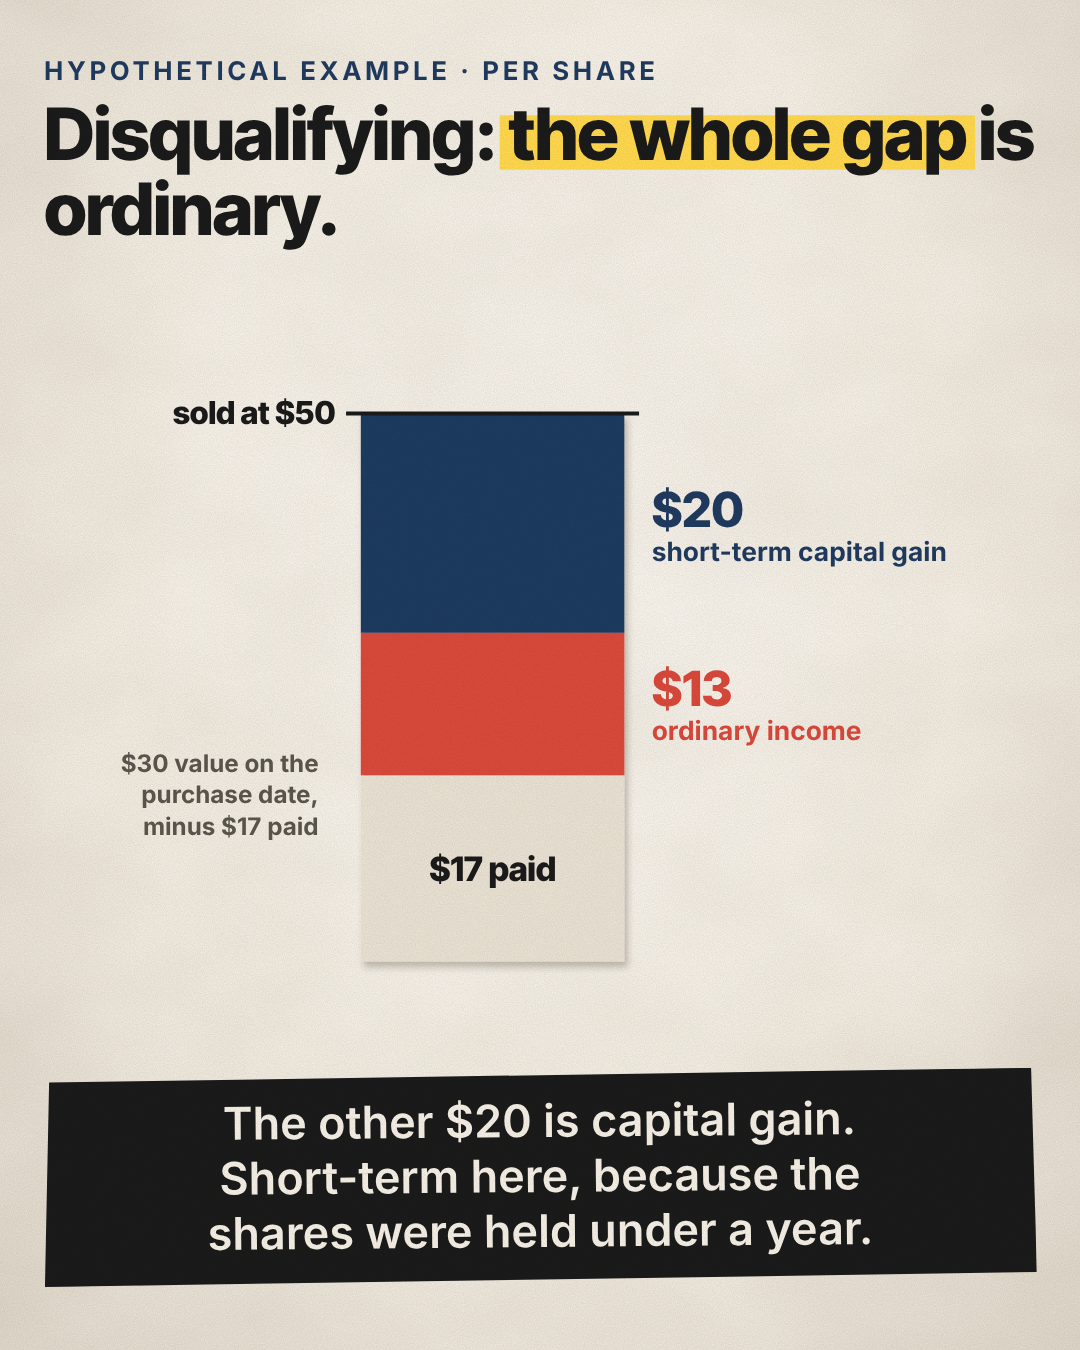 HYPOTHETICAL EXAMPLE · PER SHARE
Disqualifying: the whole gap is
ordinary.
sold at $50
$20
short-term capital gain
$13
ordinary income
$30 value on the
purchase date,
minus $17 paid
$17 paid
The other $20 is capital gain.
Short-term here, because the
shares were held under a year.